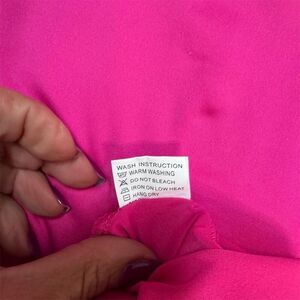 WASH INSTRUCTION
WARM WASHING
DO NOT BLEACH
IRON ON LOW HEAT
HANG DRY